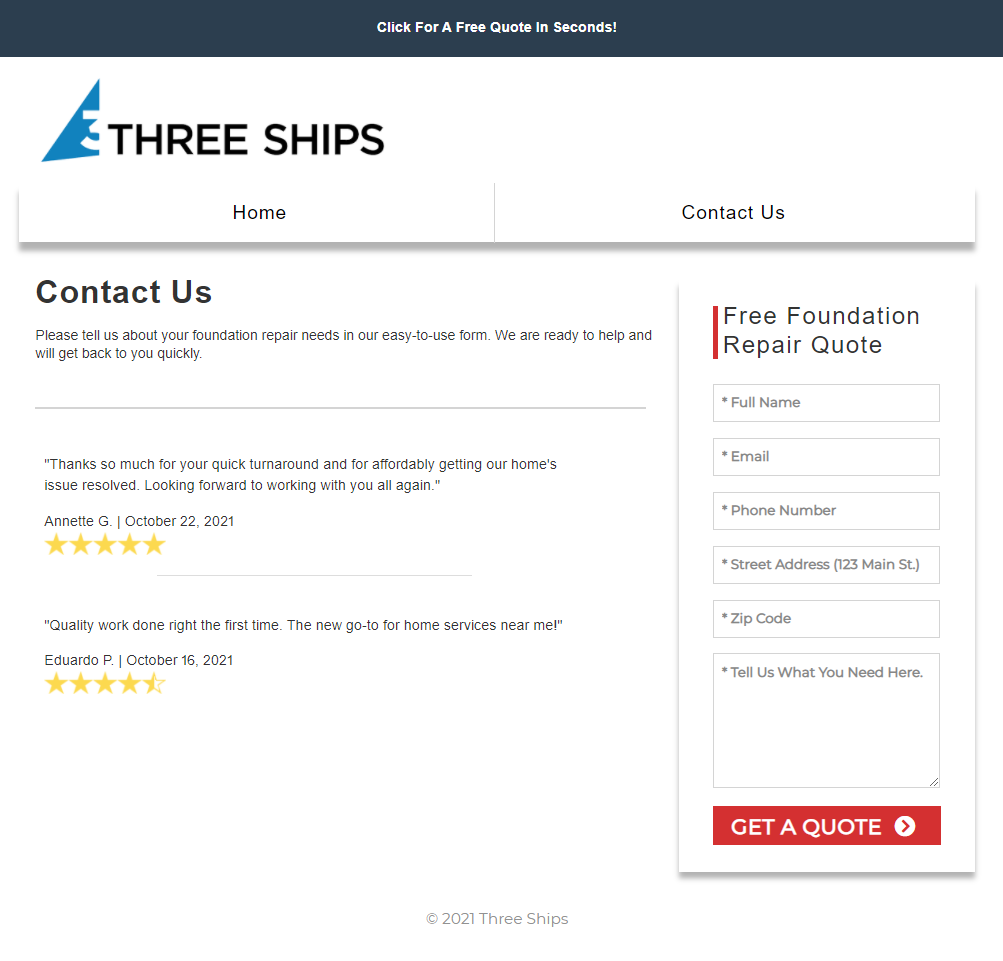 Click For A Free Quote In Seconds!
THREE SHIPS
Home
Contact Us
Contact Us
Please tell us about your foundation repair needs in our easy-to-use form. We are ready to help and
will get back to you quickly.
"Thanks so much for your quick turnaround and for affordably getting our home's
issue resolved. Looking forward to working with you all again."
Annette G. | October 22, 2021
"Quality work done right the first time. The new go-to for home services near me!"
Eduardo P. | October 16, 2021
Free Foundation
Repair Quote
* Full Name
* Email
* Phone Number
* Street Address (123 Main St.)
* Zip Code
* Tell Us What You Need Here.
GET A QUOTE
© 2021 Three Ships